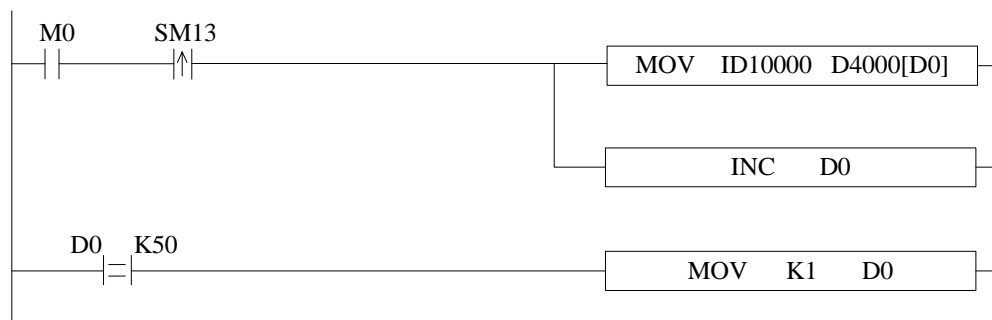 M0 SM13
MOV ID10000 D4000[D0]
INC D0
D0 K50
MOV K1 D0